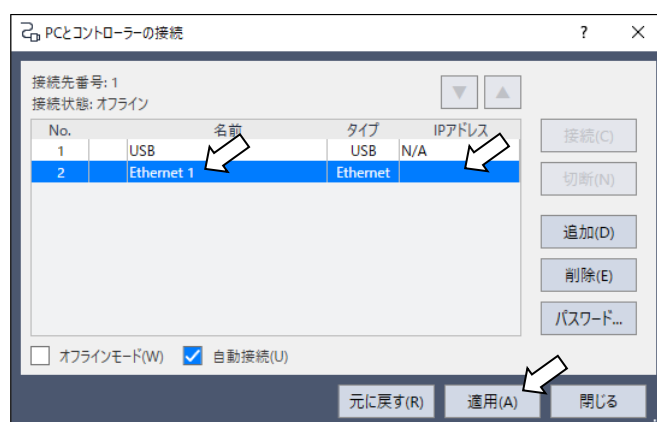 PCとコントローラーの接続 ?
接続先番号: 1
接続状態: オフライン
No. 名前 タイプ IPアドレス
1 USB USB N/A
2 Ethernet 1 Ethernet
接続(C)
切断(N)
追加(D)
削除(E)
パスワード...
オフラインモード(W) 自動接続(U)
元に戻す(R) 適用(A) 閉じる